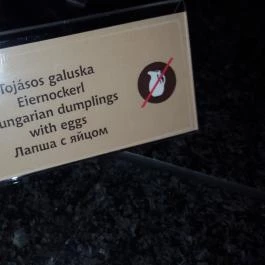 Tojásos galuska
Eiernockerl
ungarian dumplings
with eggs
Лапша с яйцом